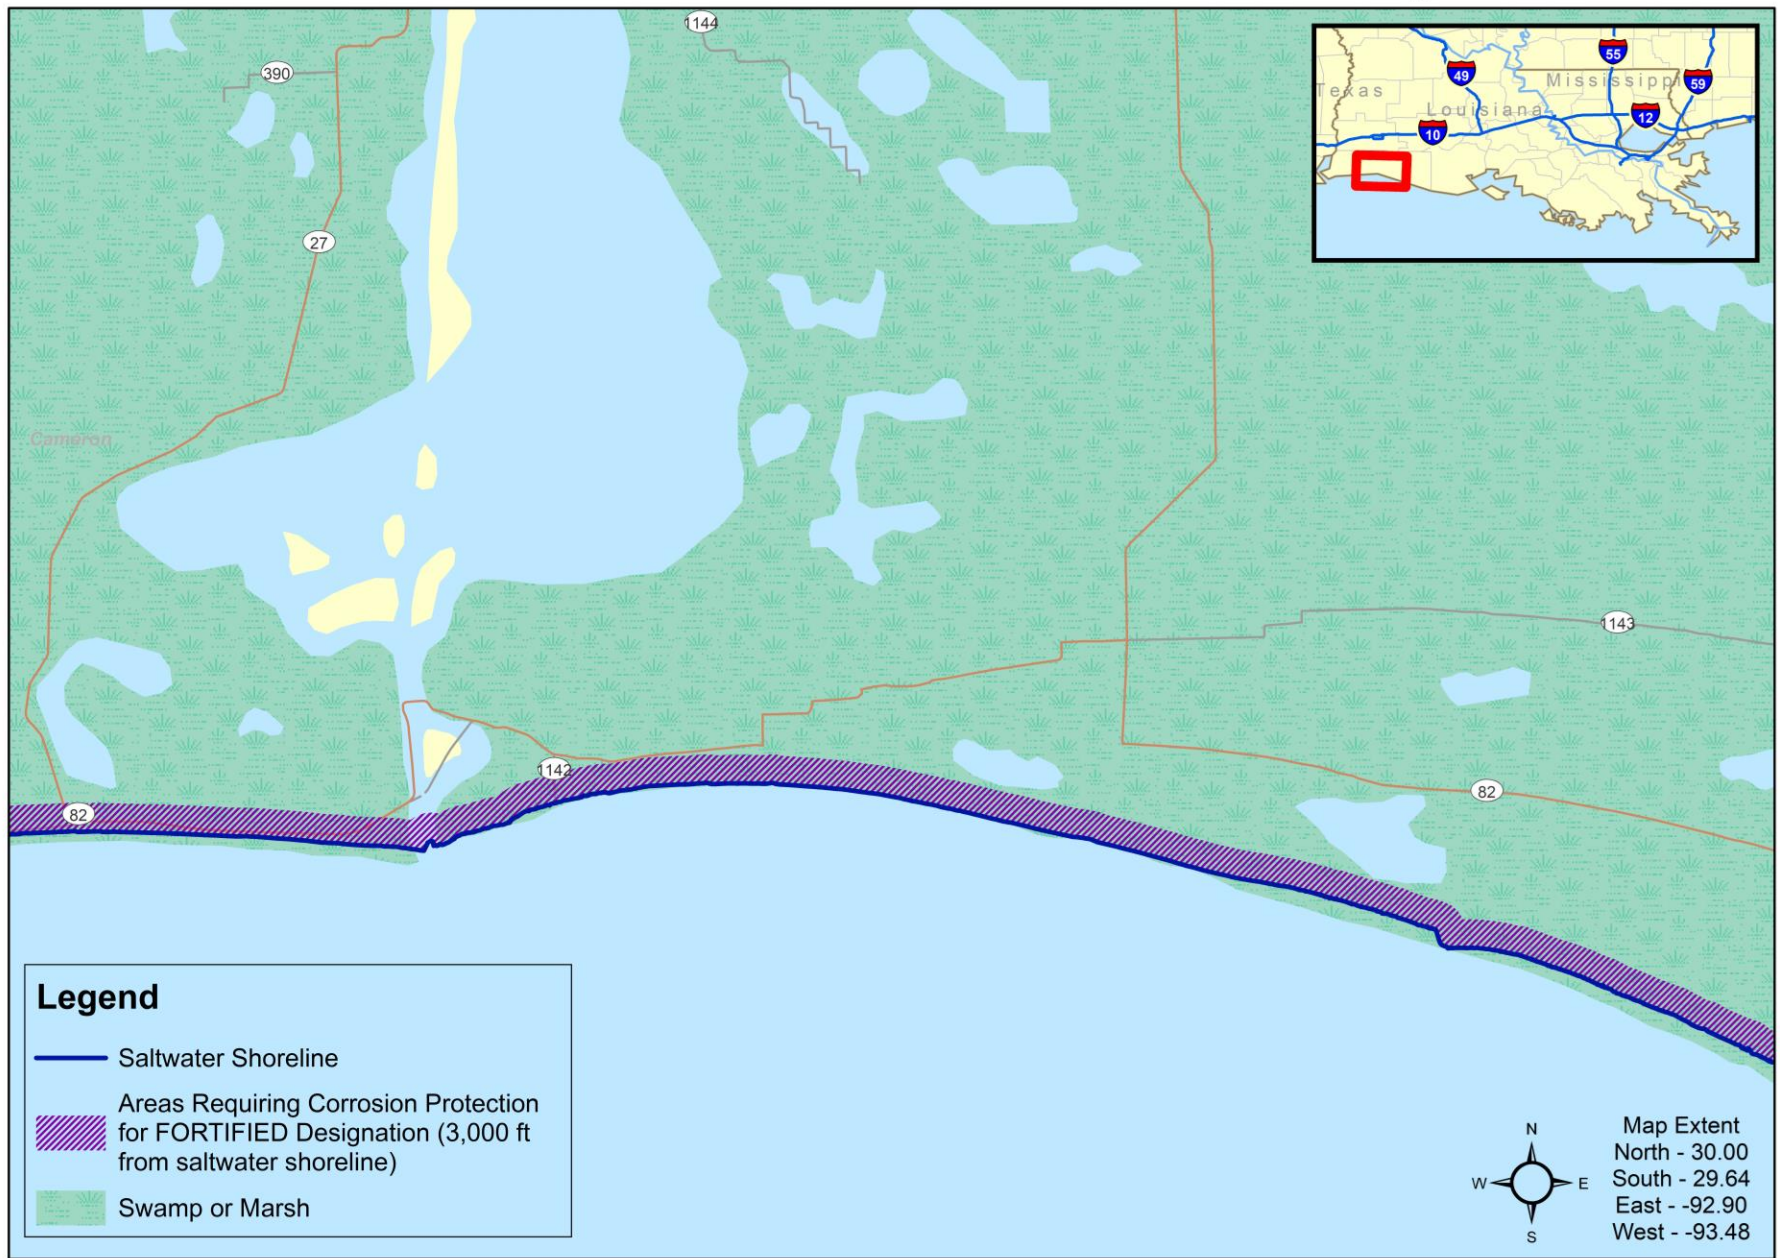 1144
390
27
Cameron
1143
1142
82
82
55
49
59
Mississippi
Texas
Louisiana
12
10
Legend
Saltwater Shoreline
Areas Requiring Corrosion Protection
for FORTIFIED Designation (3,000 ft
from saltwater shoreline)
Swamp or Marsh
N
W
E
S
Map Extent
North - 30.00
South - 29.64
East - -92.90
West - -93.48